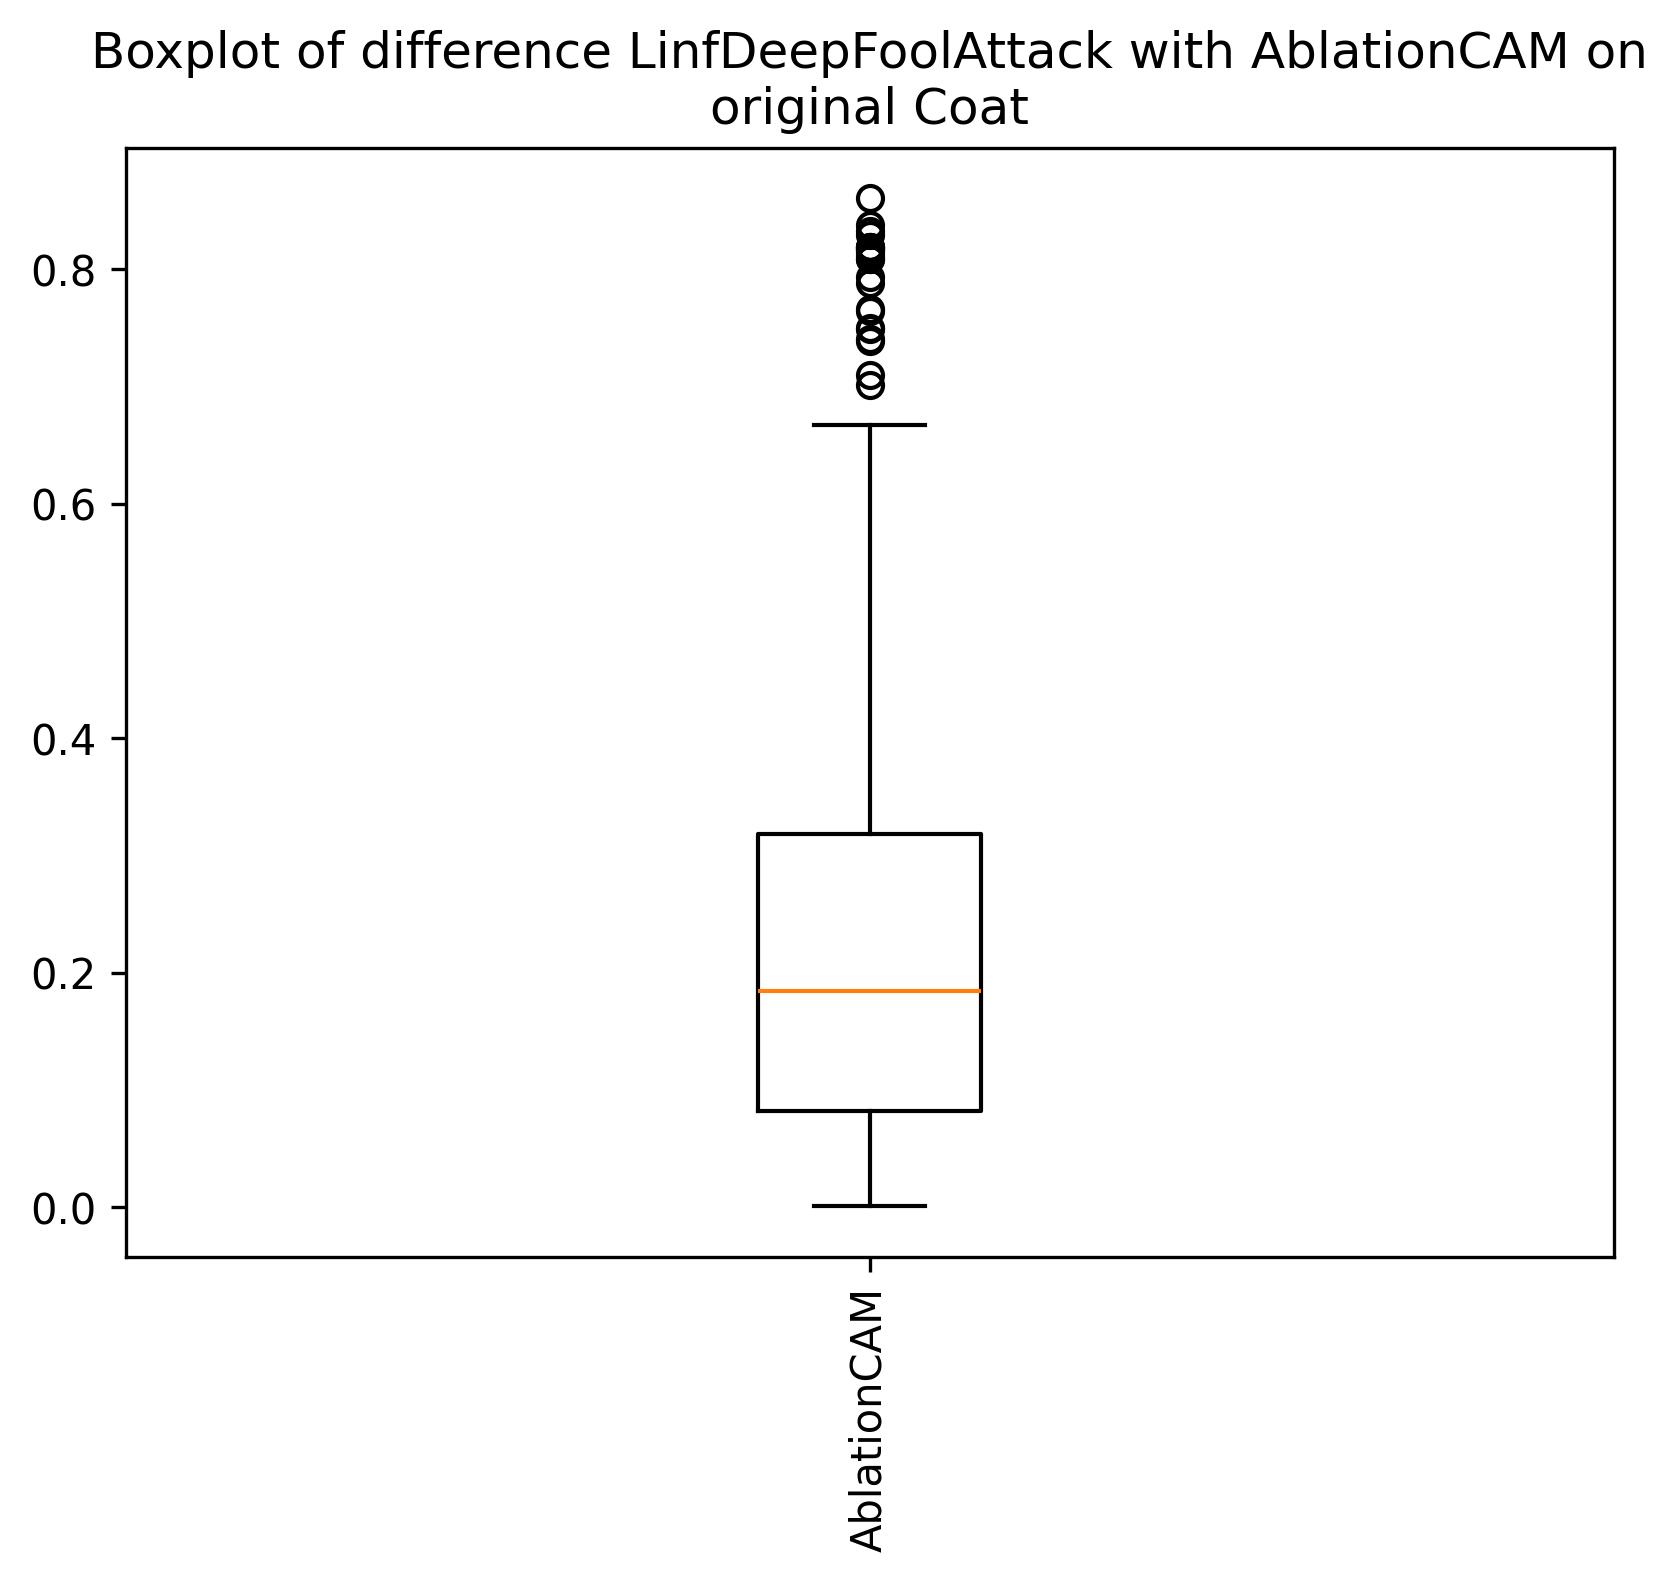 Boxplot of difference LinfDeepFoolAttack with AblationCAM on
original Coat
0.8
0.6
0.4
0.2
0.0
AblationCAM